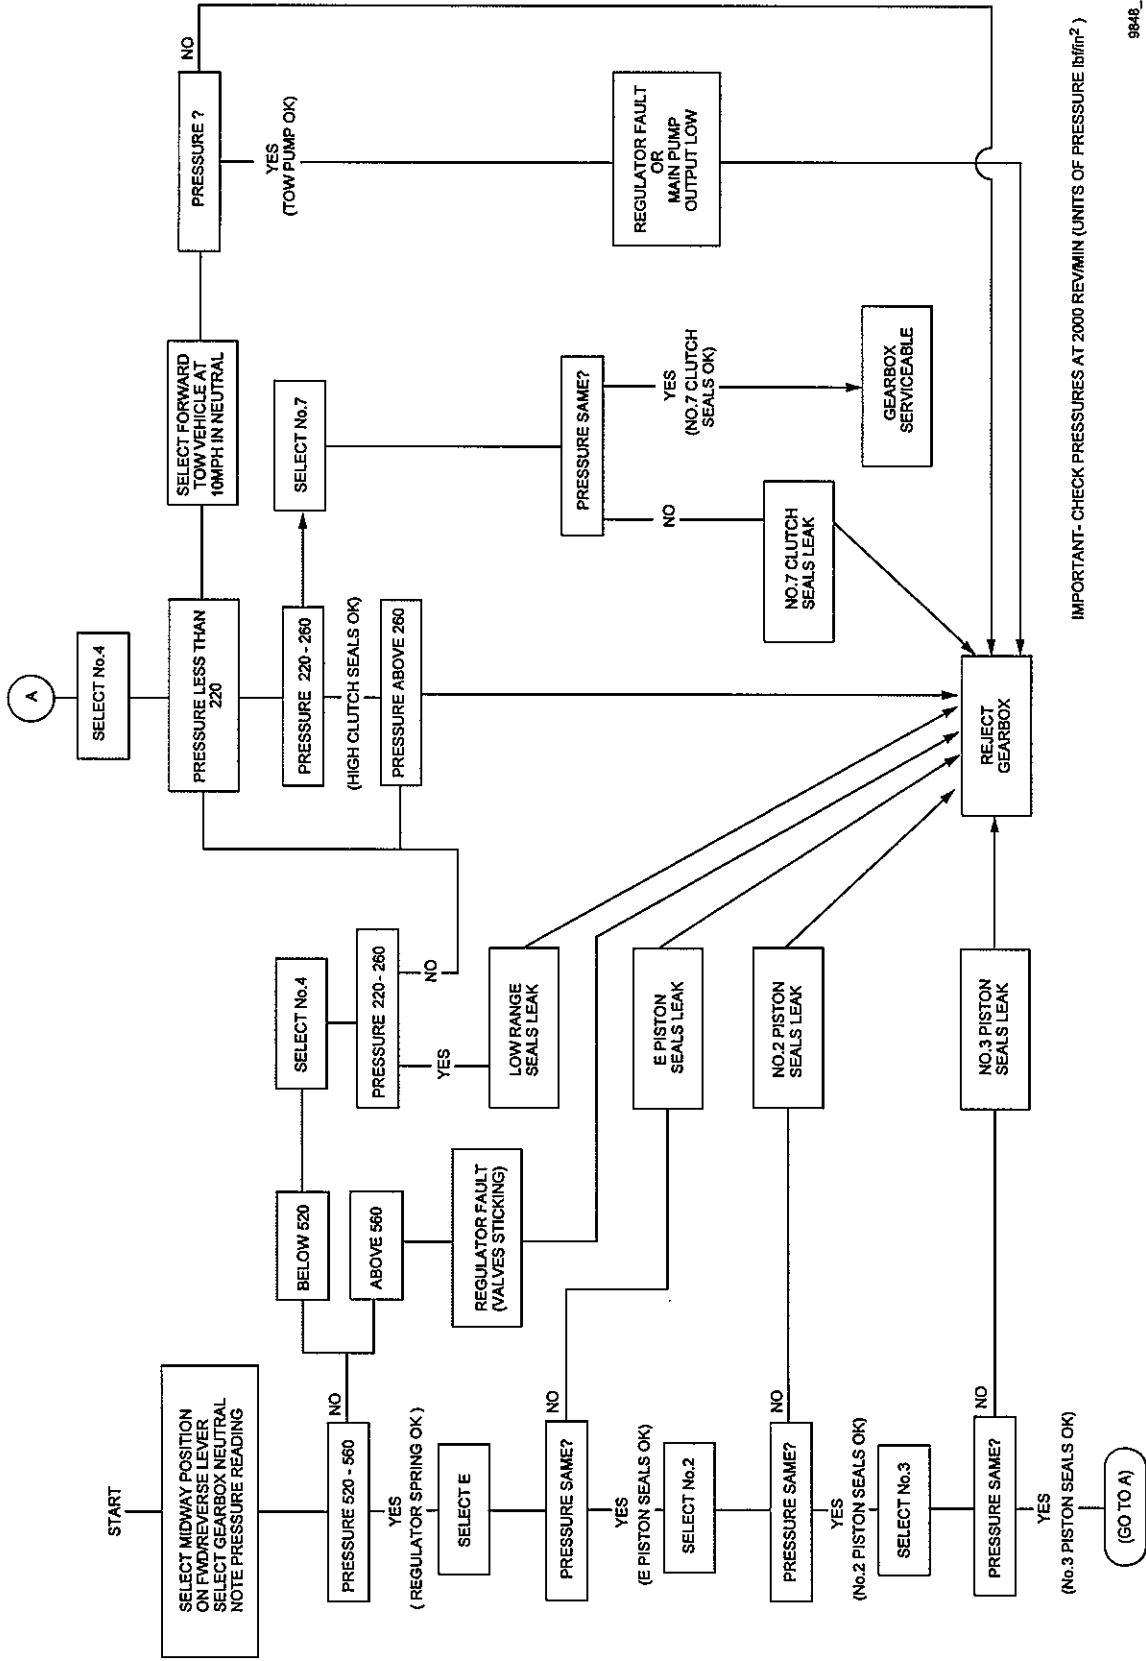 START
SELECT MIDWAY POSITION
ON FWD/REVERSE LEVER
SELECT GEARBOX NEUTRAL
NOTE PRESSURE READING
PRESSURE 520 - 560
NO
YES
( REGULATOR SPRING OK )
SELECT E
PRESSURE SAME?
NO
YES
(E PISTON SEALS OK)
SELECT No.2
PRESSURE SAME?
NO
YES
(No.2 PISTON SEALS OK)
SELECT No.3
PRESSURE SAME?
NO
YES
(No.3 PISTON SEALS OK)
(GO TO A)
BELOW 520
ABOVE 560
REGULATOR FAULT
(VALVES STICKING)
SELECT No.4
PRESSURE 220 - 260
YES
NO
LOW RANGE
SEALS LEAK
E PISTON
SEALS LEAK
NO.2 PISTON
SEALS LEAK
NO.3 PISTON
SEALS LEAK
A
SELECT No.4
PRESSURE LESS THAN
220
PRESSURE 220 - 260
(HIGH CLUTCH SEALS OK)
PRESSURE ABOVE 260
REJECT
GEARBOX
SELECT FORWARD
TOW VEHICLE AT
10MPH IN NEUTRAL
SELECT No.7
PRESSURE SAME?
NO
YES
(NO.7 CLUTCH
SEALS OK)
NO.7 CLUTCH
SEALS LEAK
GEARBOX
SERVICEABLE
PRESSURE ?
NO
YES
(TOW PUMP OK)
REGULATOR FAULT
OR
MAIN PUMP
OUTPUT LOW
IMPORTANT- CHECK PRESSURES AT 2000 REV/MIN (UNITS OF PRESSURE lbf/in²)
9848_